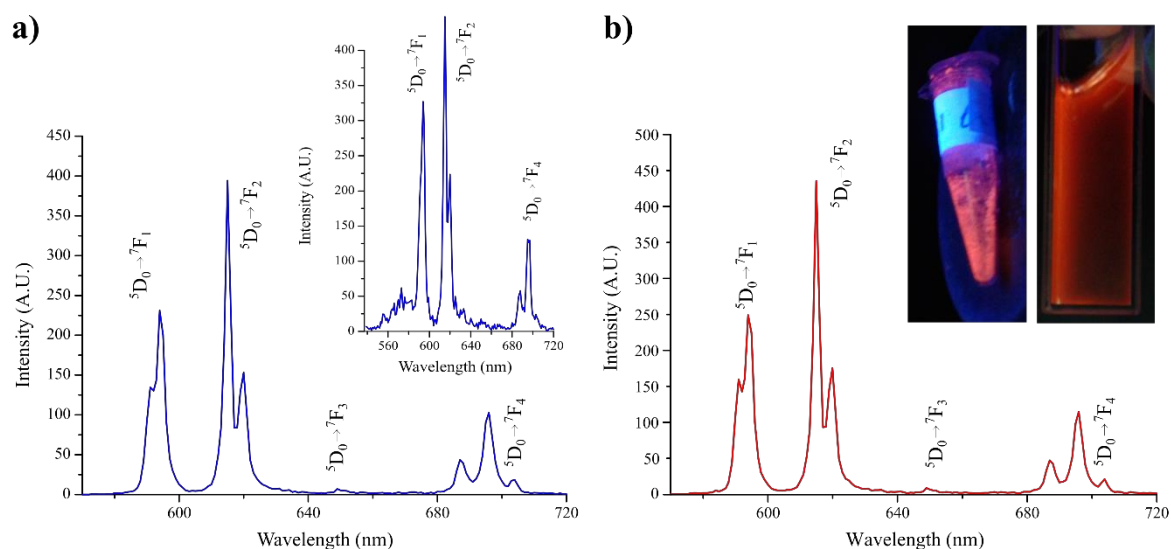 a)
Intensity (A.U.)
450
400
350
300
250
200
150
100
50
0
600
640
680
720
Wavelength (nm)
⁵D₀→⁷F₁
⁵D₀→⁷F₂
⁵D₀→⁷F₃
⁵D₀→⁷F₄
Intensity (A.U.)
400
350
300
250
200
150
100
50
0
560
600
640
680
720
Wavelength (nm)
⁵D₀→⁷F₁
⁵D₀→⁷F₂
⁵D₀→⁷F₄
b)
Intensity (A.U.)
500
450
400
350
300
250
200
150
100
50
0
600
640
680
720
Wavelength (nm)
⁵D₀→⁷F₁
⁵D₀→⁷F₂
⁵D₀→⁷F₃
⁵D₀→⁷F₄